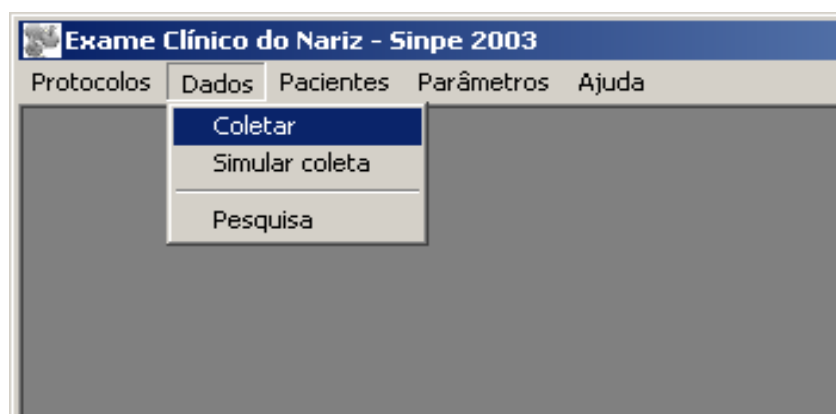 Exame Clínico do Nariz - Sinpe 2003
Protocolos Dados Pacientes Parâmetros Ajuda
Coletar
Simular coleta
Pesquisa